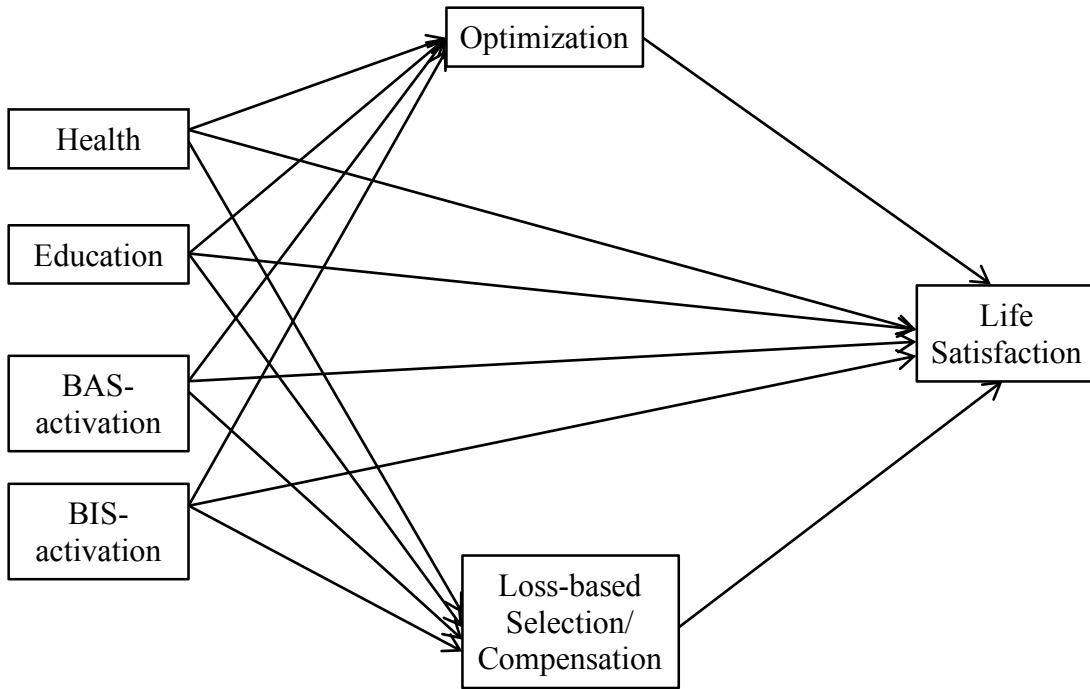 Optimization
Health
Education
BAS-
activation
BIS-
activation
Life
Satisfaction
Loss-based
Selection/
Compensation